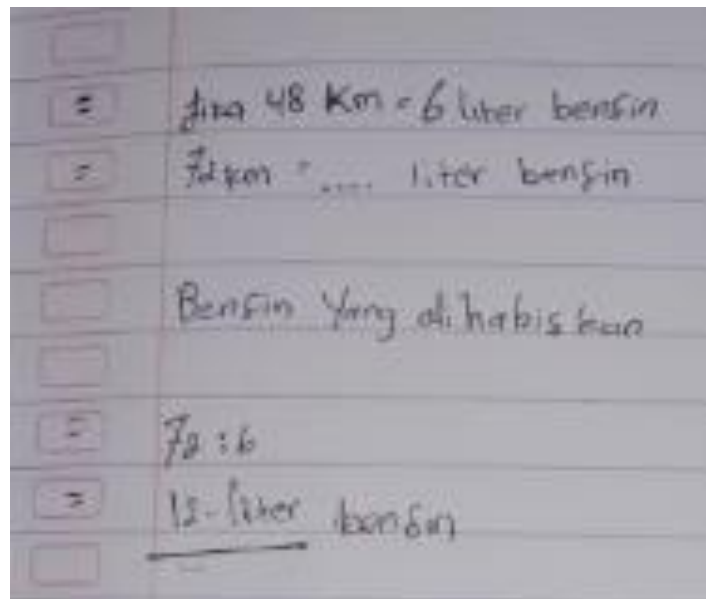 = jika 48 Km = 6 liter bensin
= 72 km = .... liter bensin
Bensin Yang dihabiskan
= 72 : 6
= 12 liter bensin